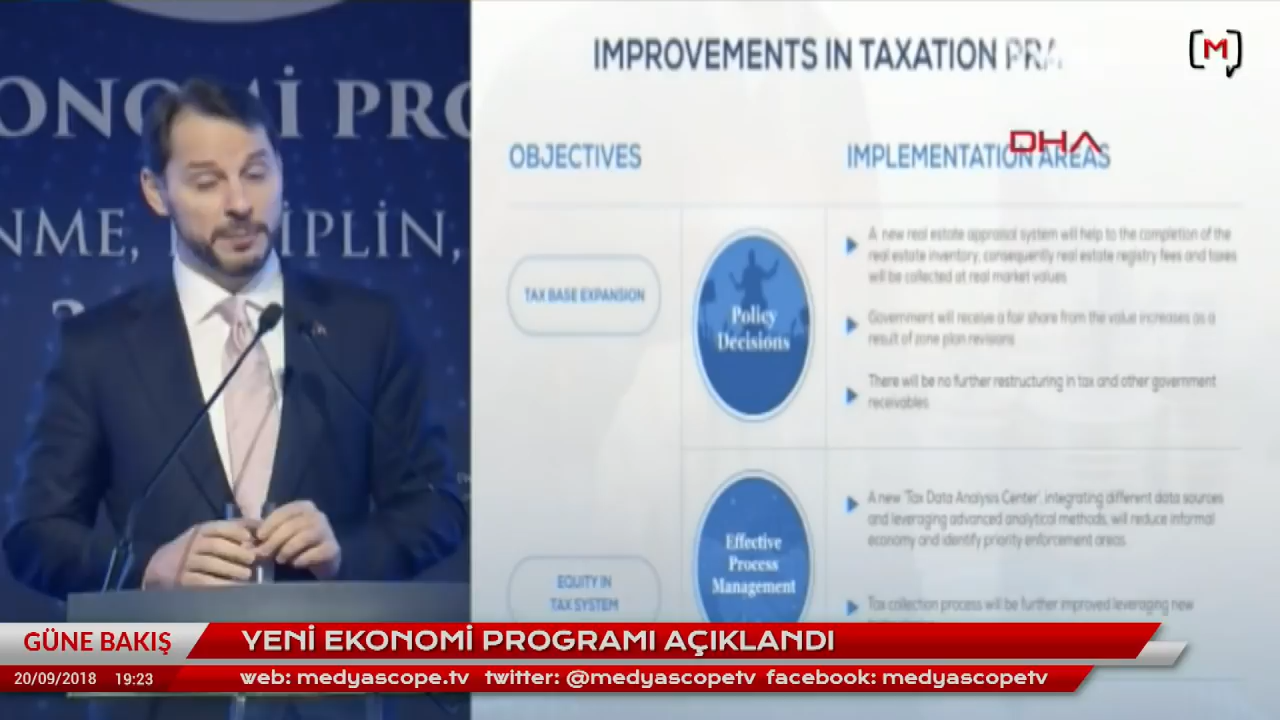 ONOMİ PRO
NME, İPLİN,
IMPROVEMENTS IN TAXATION
M
DHA
OBJECTIVES
IMPLEMENTATION AREAS
TAX BASE EXPANSION
Policy
Decisions
A new real estate appraisal system will help to the completion of the
real estate inventory, consequently real estate registry fees and taxes
will be collected at real market values
Government will receive a fair share from the value increases as a
result of zone plan revisions
There will be no further restructuring in tax and other government
receivables
Effective
Process
Management
EQUITY IN
TAX SYSTEM
A new 'Tax Data Analysis Center', integrating different data sources
and leveraging advanced analytical methods, will reduce informal
economy and identify priority enforcement areas.
Tax collection process will be further improved leveraging new
GÜNE BAKIŞ
YENİ EKONOMİ PROGRAMI AÇIKLANDI
20/09/2018 19:23
web: medyascope.tv twitter: @medyascopetv facebook: medyascopetv